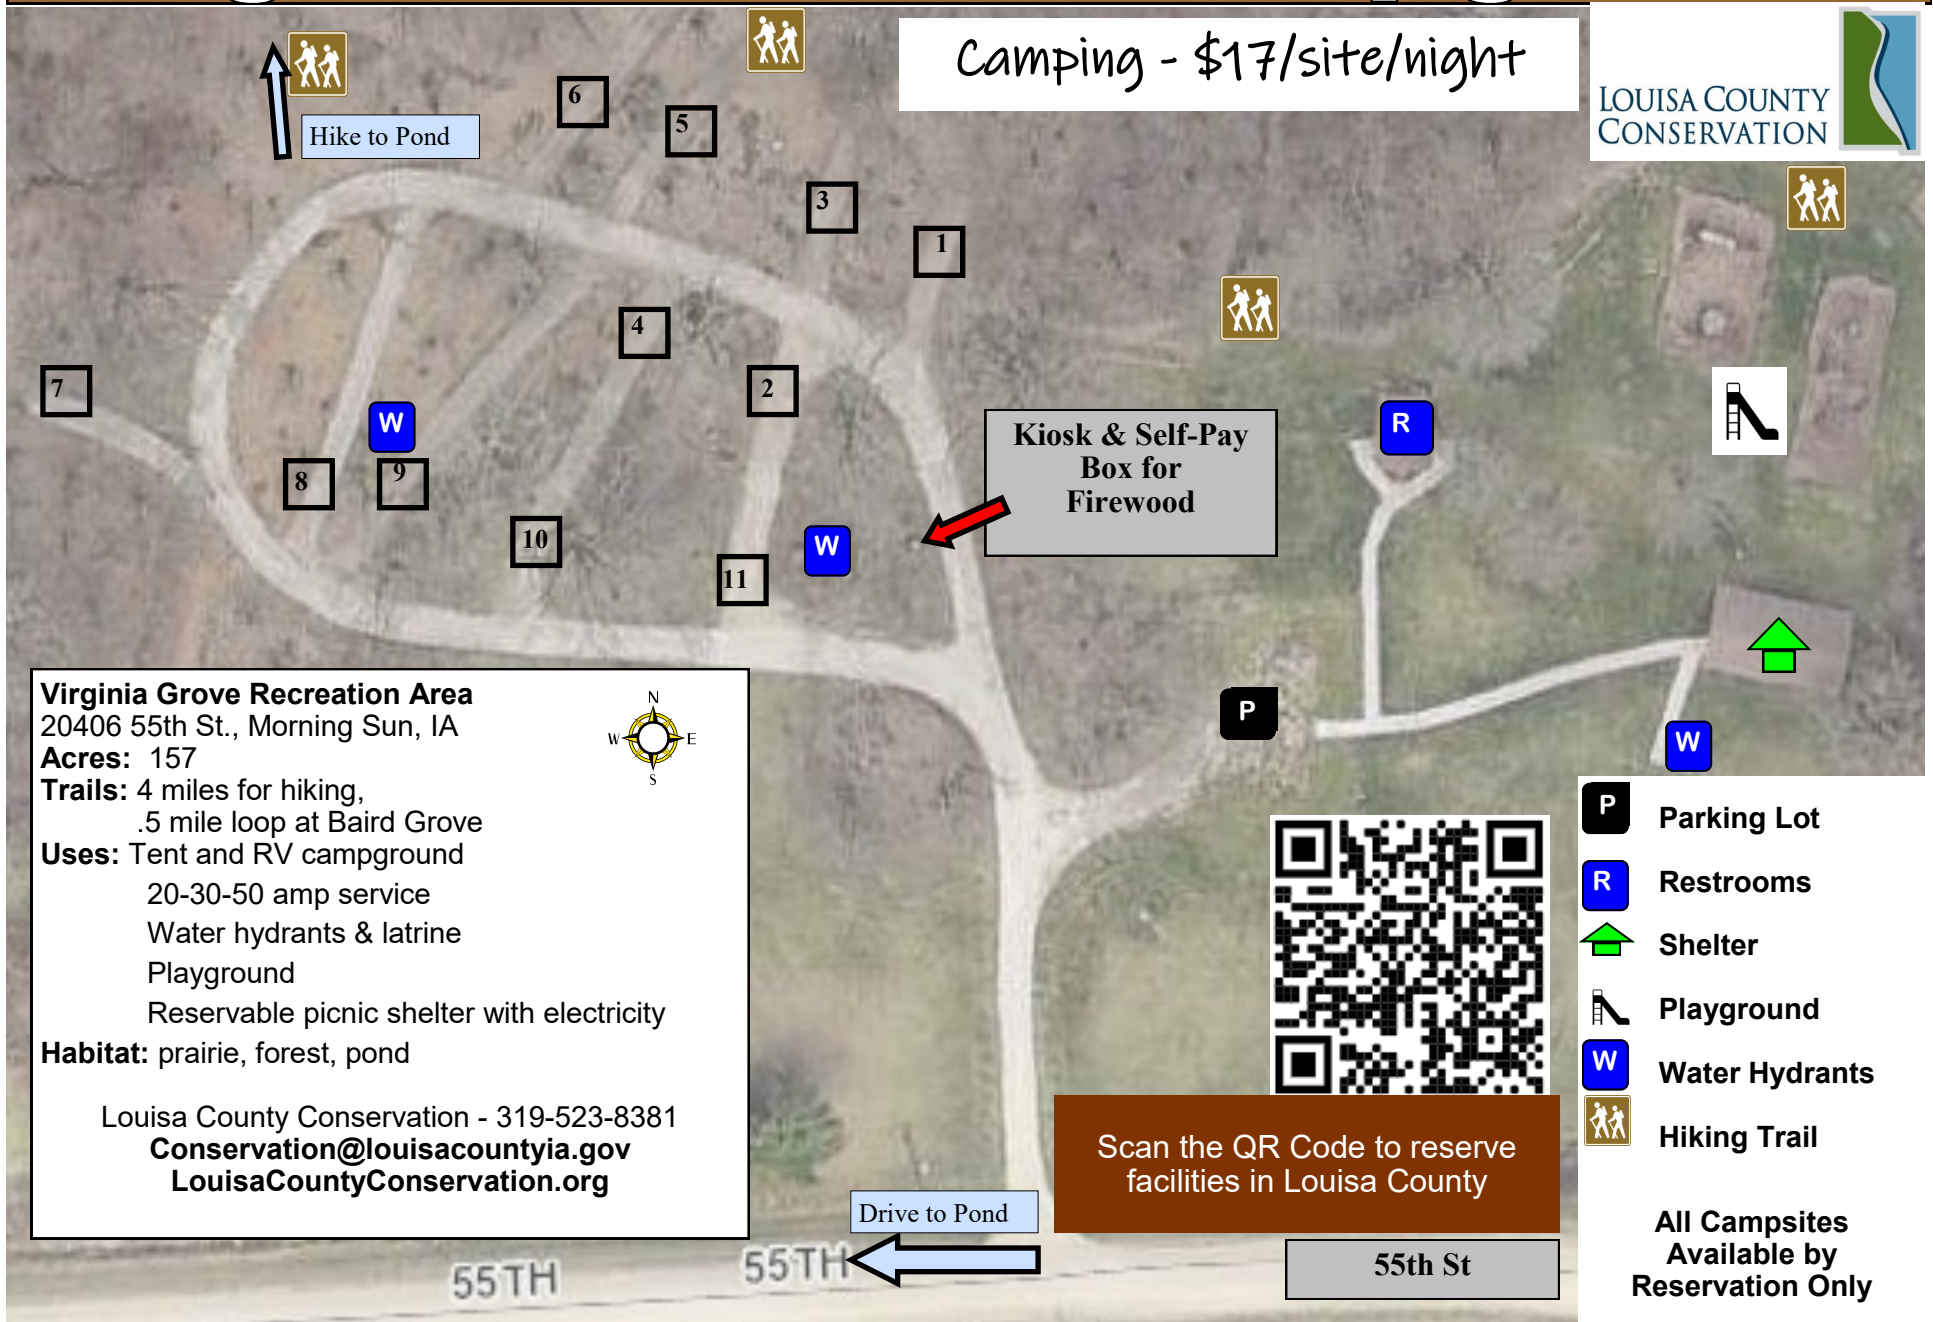 Camping - $17/site/night
LOUISA COUNTY
CONSERVATION
Hike to Pond
6
5
3
1
4
2
7
W
8
9
10
11
W
Kiosk & Self-Pay
Box for
Firewood
R
P
W
Virginia Grove Recreation Area
20406 55th St., Morning Sun, IA
Acres: 157
Trails: 4 miles for hiking,
.5 mile loop at Baird Grove
Uses: Tent and RV campground
20-30-50 amp service
Water hydrants & latrine
Playground
Reservable picnic shelter with electricity
Habitat: prairie, forest, pond
Louisa County Conservation - 319-523-8381
Conservation@louisacountyia.gov
LouisaCountyConservation.org
N
W E
S
P Parking Lot
R Restrooms
Shelter
Playground
W Water Hydrants
Hiking Trail
All Campsites
Available by
Reservation Only
Scan the QR Code to reserve
facilities in Louisa County
Drive to Pond
55TH
55TH
55th St